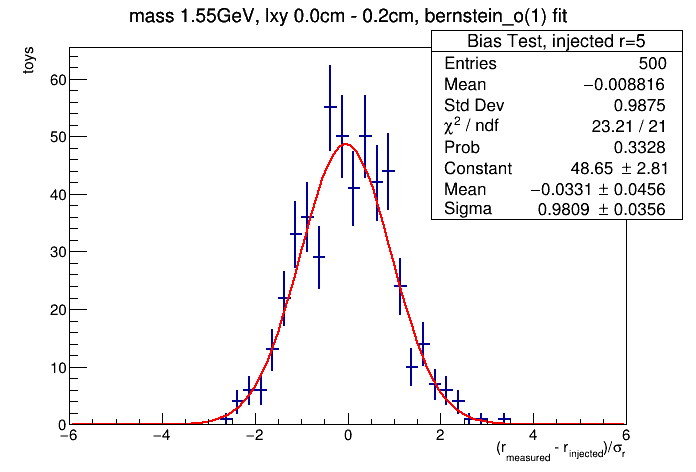 mass 1.55GeV, lxy 0.0cm - 0.2cm, bernstein_o(1) fit
Bias Test, injected r=5
Entries 500
Mean −0.008816
Std Dev 0.9875
χ² / ndf 23.21 / 21
Prob 0.3328
Constant 48.65 ± 2.81
Mean −0.0331 ± 0.0456
Sigma 0.9809 ± 0.0356
toys
60
50
40
30
20
10
0
−6 −4 −2 0 2 4 6
(r_measured - r_injected)/σ_r